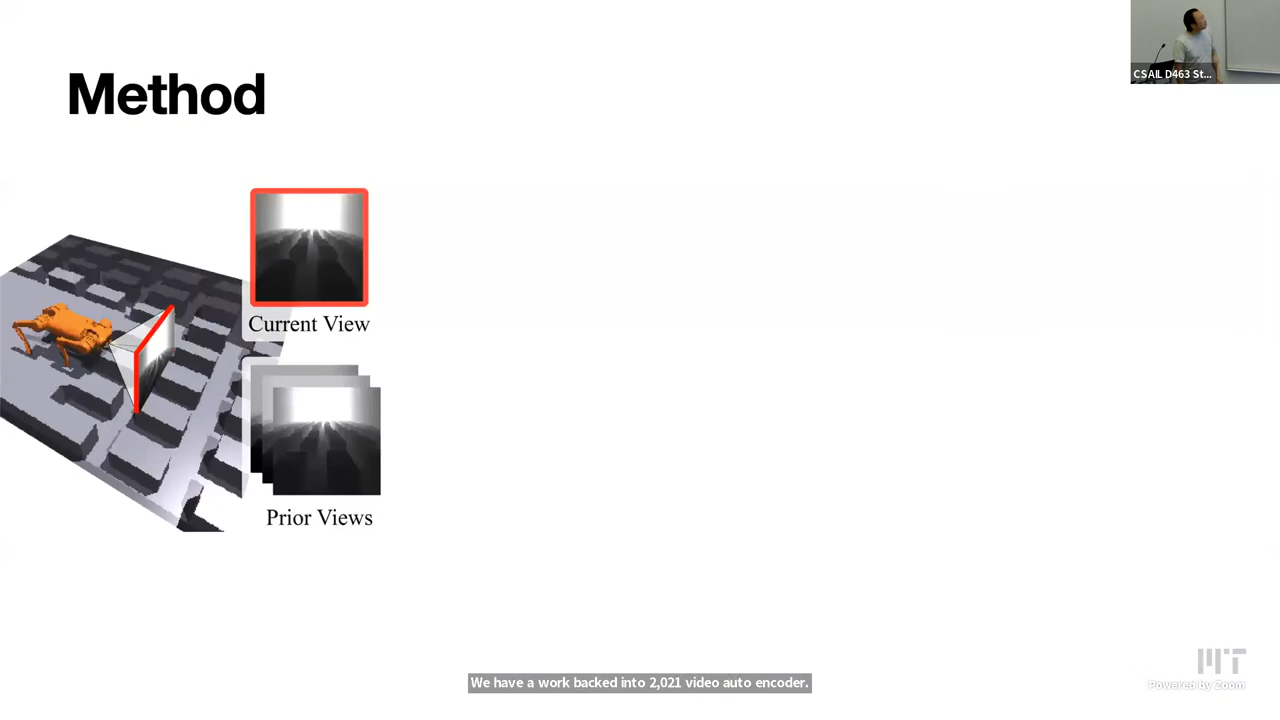 CSAIL D463 St...
Method
Current View
Prior Views
MIT
Powered by Zoom
We have a work backed into 2,021 video auto encoder.